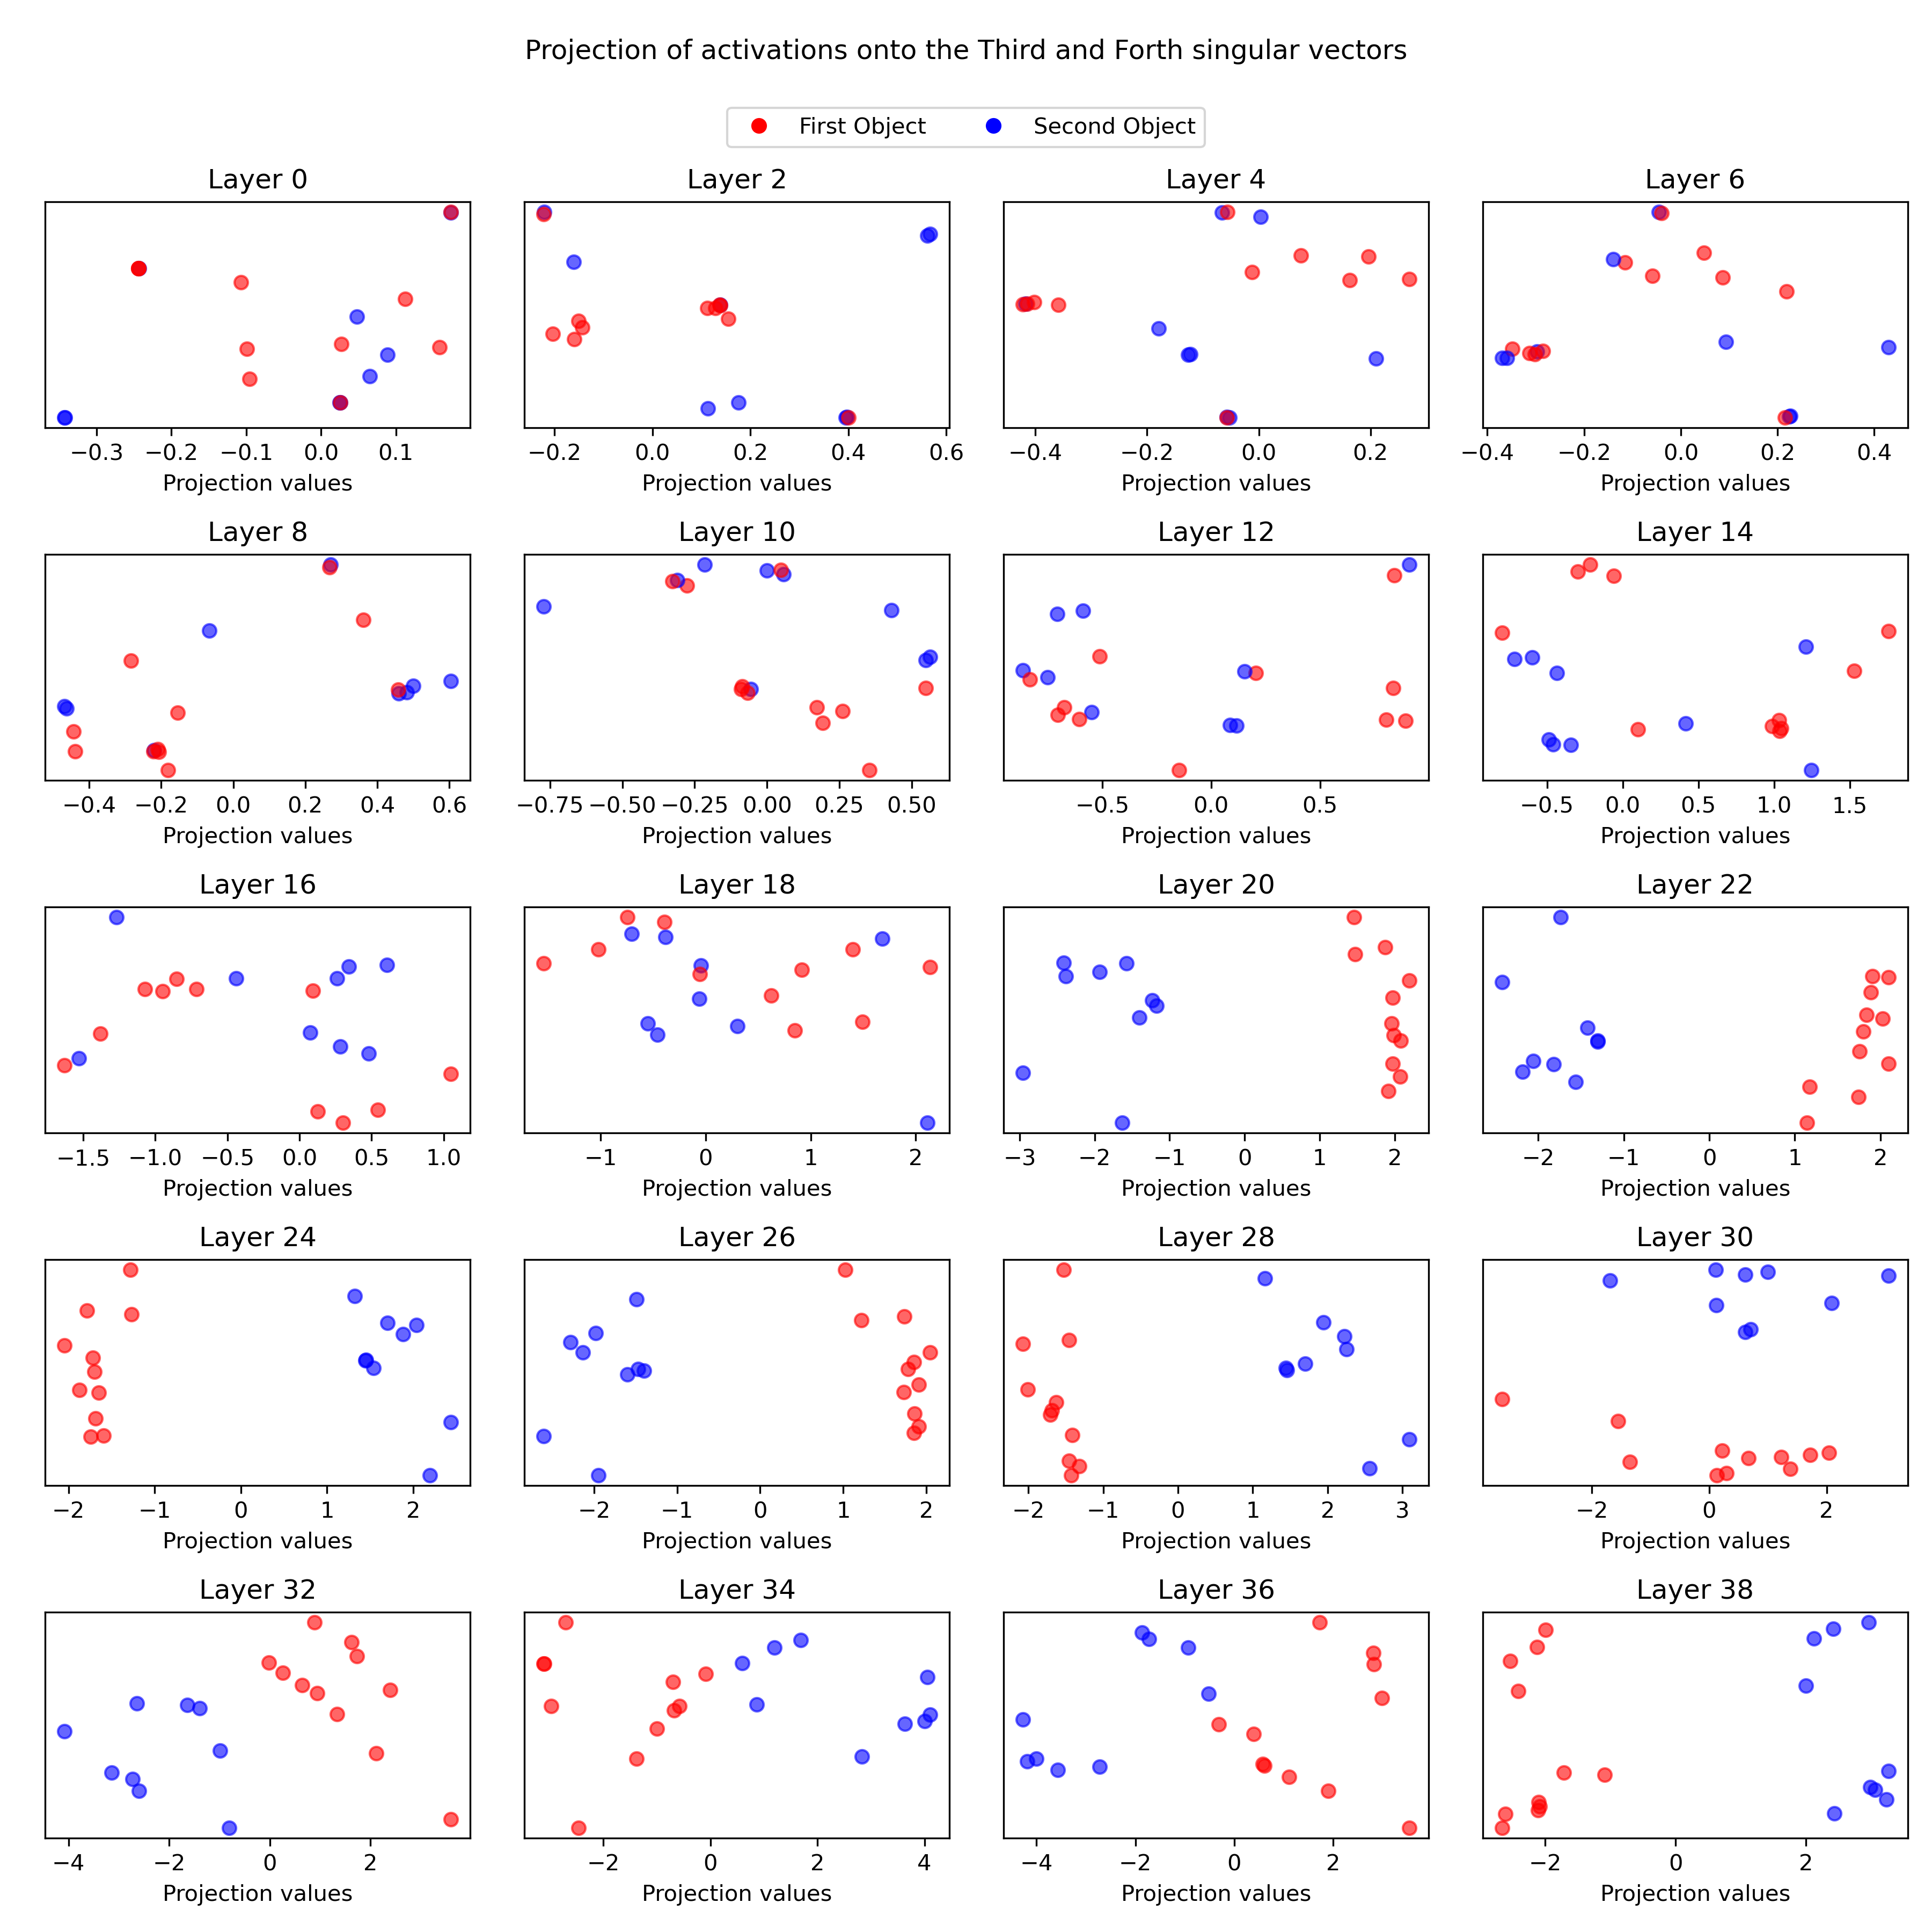 Projection of activations onto the Third and Forth singular vectors
First Object Second Object
Layer 0 Layer 2 Layer 4 Layer 6
−0.3 −0.2 −0.1 0.0 0.1 −0.2 0.0 0.2 0.4 0.6 −0.4 −0.2 0.0 0.2 −0.4 −0.2 0.0 0.2 0.4
Projection values Projection values Projection values Projection values
Layer 8 Layer 10 Layer 12 Layer 14
−0.4 −0.2 0.0 0.2 0.4 0.6 −0.75 −0.50 −0.25 0.00 0.25 0.50 −0.5 0.0 0.5 −0.5 0.0 0.5 1.0 1.5
Projection values Projection values Projection values Projection values
Layer 16 Layer 18 Layer 20 Layer 22
−1.5 −1.0 −0.5 0.0 0.5 1.0 −1 0 1 2 −3 −2 −1 0 1 2 −2 −1 0 1 2
Projection values Projection values Projection values Projection values
Layer 24 Layer 26 Layer 28 Layer 30
−2 −1 0 1 2 −2 −1 0 1 2 −2 −1 0 1 2 3 −2 0 2
Projection values Projection values Projection values Projection values
Layer 32 Layer 34 Layer 36 Layer 38
−4 −2 0 2 −2 0 2 4 −4 −2 0 2 −2 0 2
Projection values Projection values Projection values Projection values